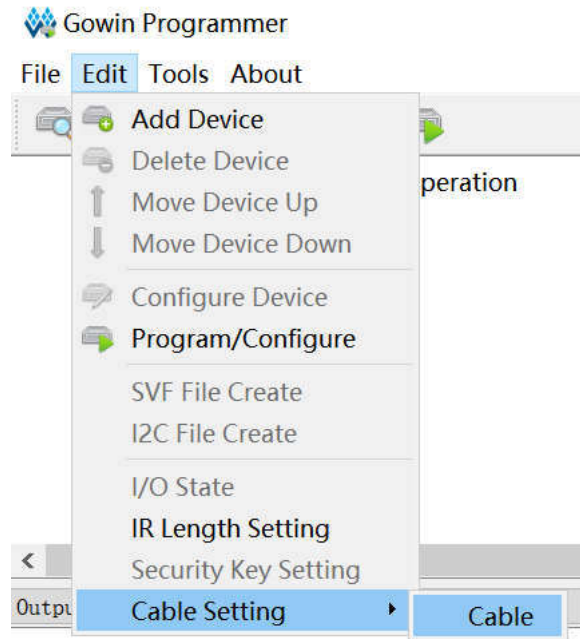 Gowin Programmer
File Edit Tools About
Add Device
Delete Device
peration
Move Device Up
Move Device Down
Configure Device
Program/Configure
SVF File Create
I2C File Create
I/O State
IR Length Setting
Security Key Setting
Outpu
Cable Setting
Cable